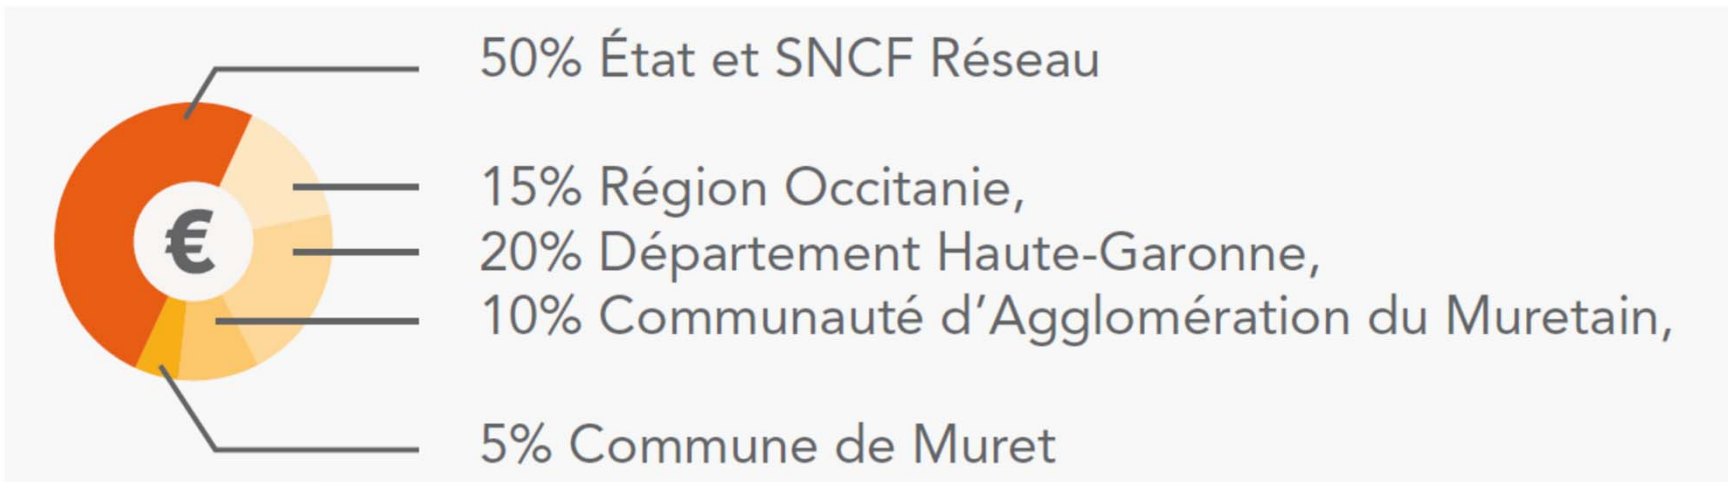 50% État et SNCF Réseau
15% Région Occitanie,
€
20% Département Haute-Garonne,
10% Communauté d’Agglomération du Muretain,
5% Commune de Muret